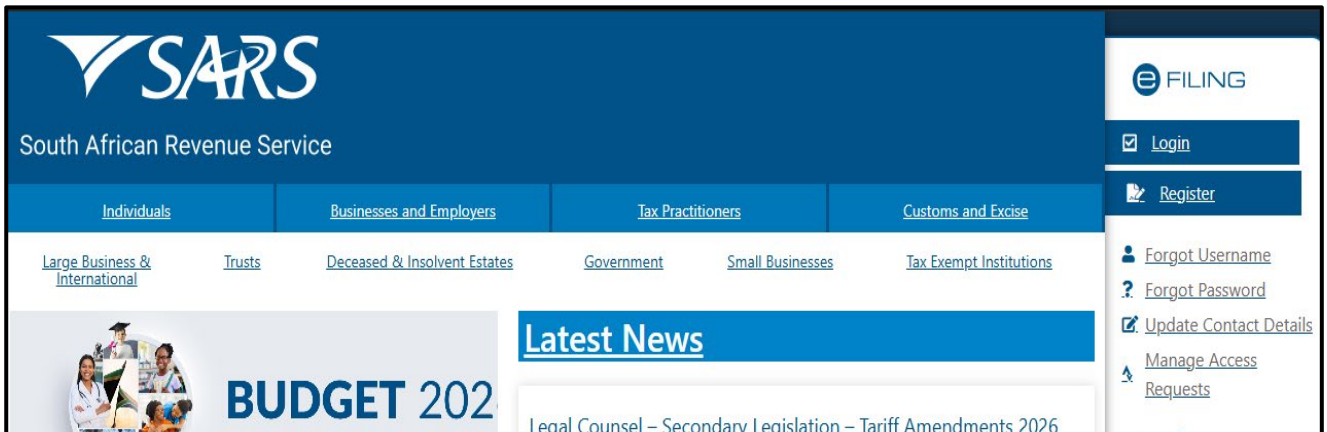 SARS
South African Revenue Service
Individuals
Businesses and Employers
Tax Practitioners
Customs and Excise
Large Business &
International
Trusts
Deceased & Insolvent Estates
Government
Small Businesses
Tax Exempt Institutions
BUDGET 202
Latest News
Legal Counsel – Secondary Legislation – Tariff Amendments 2026
e FILING
Login
Register
Forgot Username
Forgot Password
Update Contact Details
Manage Access
Requests